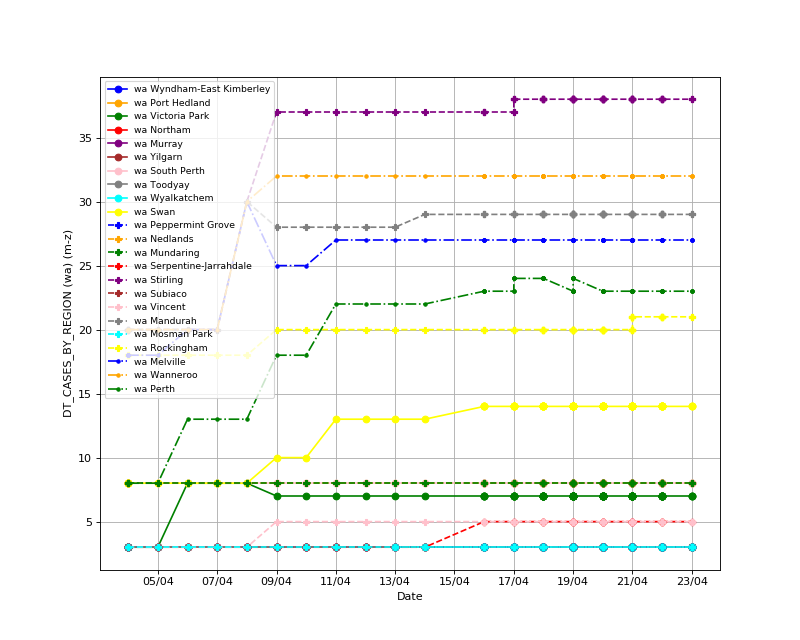 wa Wyndham-East Kimberley
wa Port Hedland
wa Victoria Park
wa Northam
wa Murray
wa Yilgarn
wa South Perth
wa Toodyay
wa Wyalkatchem
wa Swan
wa Peppermint Grove
wa Nedlands
wa Mundaring
wa Serpentine-Jarrahdale
wa Stirling
wa Subiaco
wa Vincent
wa Mandurah
wa Mosman Park
wa Rockingham
wa Melville
wa Wanneroo
wa Perth
DT_CASES_BY_REGION (wa) (m-z)
35
30
25
20
15
10
5
05/04 07/04 09/04 11/04 13/04 15/04 17/04 19/04 21/04 23/04
Date